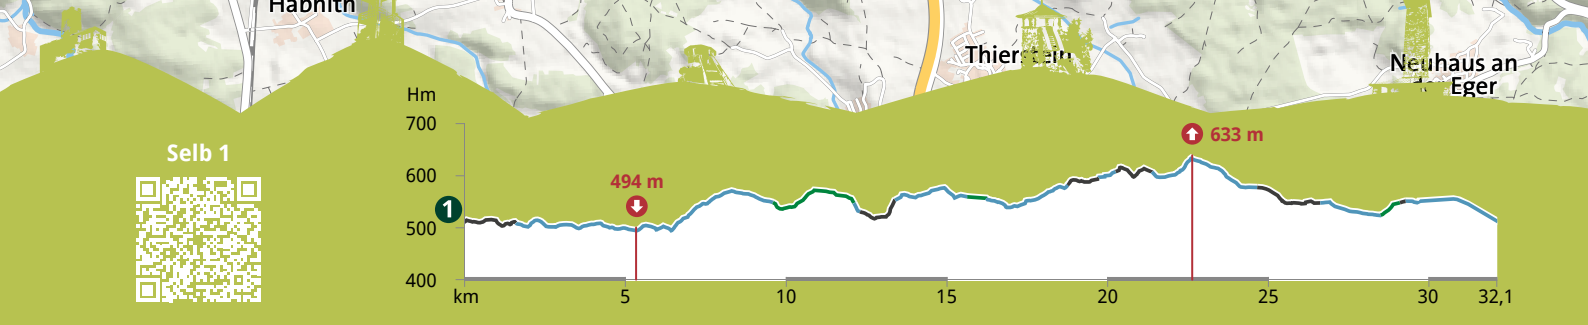 Habnith
Thierstein
Neuhaus an
der Eger
Hm
700
600
500
400
Selb 1
1
494 m
633 m
km
5
10
15
20
25
30
32,1